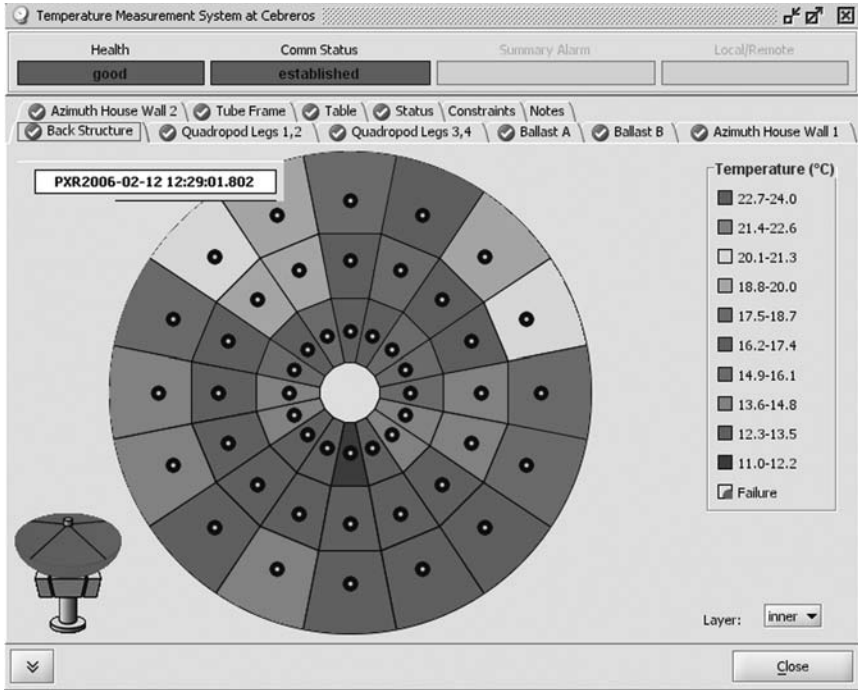 Temperature Measurement System at Cebreros
Health Comm Status Summary Alarm Local/Remote
good established
Azimuth House Wall 2 Tube Frame Table Status Constraints Notes
Back Structure Quadropod Legs 1,2 Quadropod Legs 3,4 Ballast A Ballast B Azimuth House Wall 1
PXR2006-02-12 12:29:01.802
Temperature (°C)
22.7-24.0
21.4-22.6
20.1-21.3
18.8-20.0
17.5-18.7
16.2-17.4
14.9-16.1
13.6-14.8
12.3-13.5
11.0-12.2
Failure
Layer: inner
Close